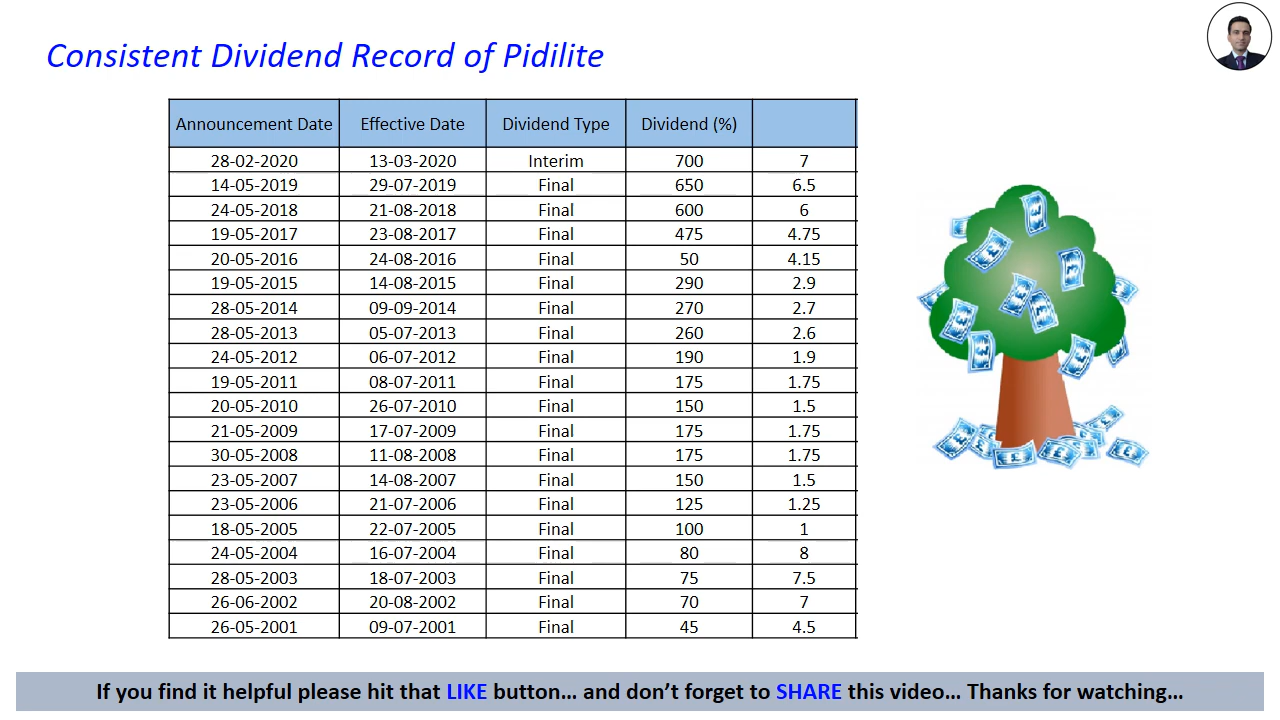 Consistent Dividend Record of Pidilite
Announcement Date Effective Date Dividend Type Dividend (%)
28-02-2020 13-03-2020 Interim 700 7
14-05-2019 29-07-2019 Final 650 6.5
24-05-2018 21-08-2018 Final 600 6
19-05-2017 23-08-2017 Final 475 4.75
20-05-2016 24-08-2016 Final 50 4.15
19-05-2015 14-08-2015 Final 290 2.9
28-05-2014 09-09-2014 Final 270 2.7
28-05-2013 05-07-2013 Final 260 2.6
24-05-2012 06-07-2012 Final 190 1.9
19-05-2011 08-07-2011 Final 175 1.75
20-05-2010 26-07-2010 Final 150 1.5
21-05-2009 17-07-2009 Final 175 1.75
30-05-2008 11-08-2008 Final 175 1.75
23-05-2007 14-08-2007 Final 150 1.5
23-05-2006 21-07-2006 Final 125 1.25
18-05-2005 22-07-2005 Final 100 1
24-05-2004 16-07-2004 Final 80 8
28-05-2003 18-07-2003 Final 75 7.5
26-06-2002 20-08-2002 Final 70 7
26-05-2001 09-07-2001 Final 45 4.5
If you find it helpful please hit that LIKE button... and don't forget to SHARE this video... Thanks for watching...